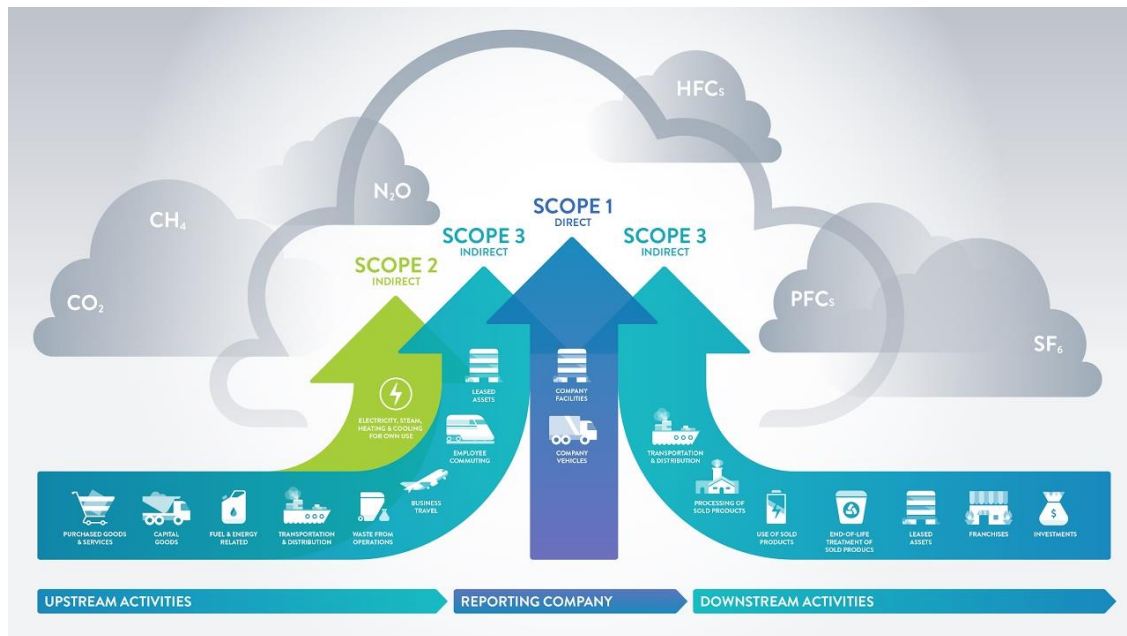 HFCs
N₂O
CH₄
CO₂
PFCs
SF₆
SCOPE 1
DIRECT
SCOPE 3
INDIRECT
SCOPE 3
INDIRECT
SCOPE 2
INDIRECT
ELECTRICITY, STEAM,
HEATING & COOLING
FOR OWN USE
LEASED
ASSETS
EMPLOYEE
COMMUTING
BUSINESS
TRAVEL
COMPANY
FACILITIES
COMPANY
VEHICLES
TRANSPORTATION
& DISTRIBUTION
PROCESSING OF
SOLD PRODUCTS
PURCHASED GOODS
& SERVICES
CAPITAL
GOODS
FUEL & ENERGY
RELATED
TRANSPORTATION
& DISTRIBUTION
WASTE FROM
OPERATIONS
USE OF SOLD
PRODUCTS
END-OF-LIFE
TREATMENT OF
SOLD PRODUCS
LEASED
ASSETS
FRANCHISES
$
INVESTMENTS
UPSTREAM ACTIVITIES
REPORTING COMPANY
DOWNSTREAM ACTIVITIES